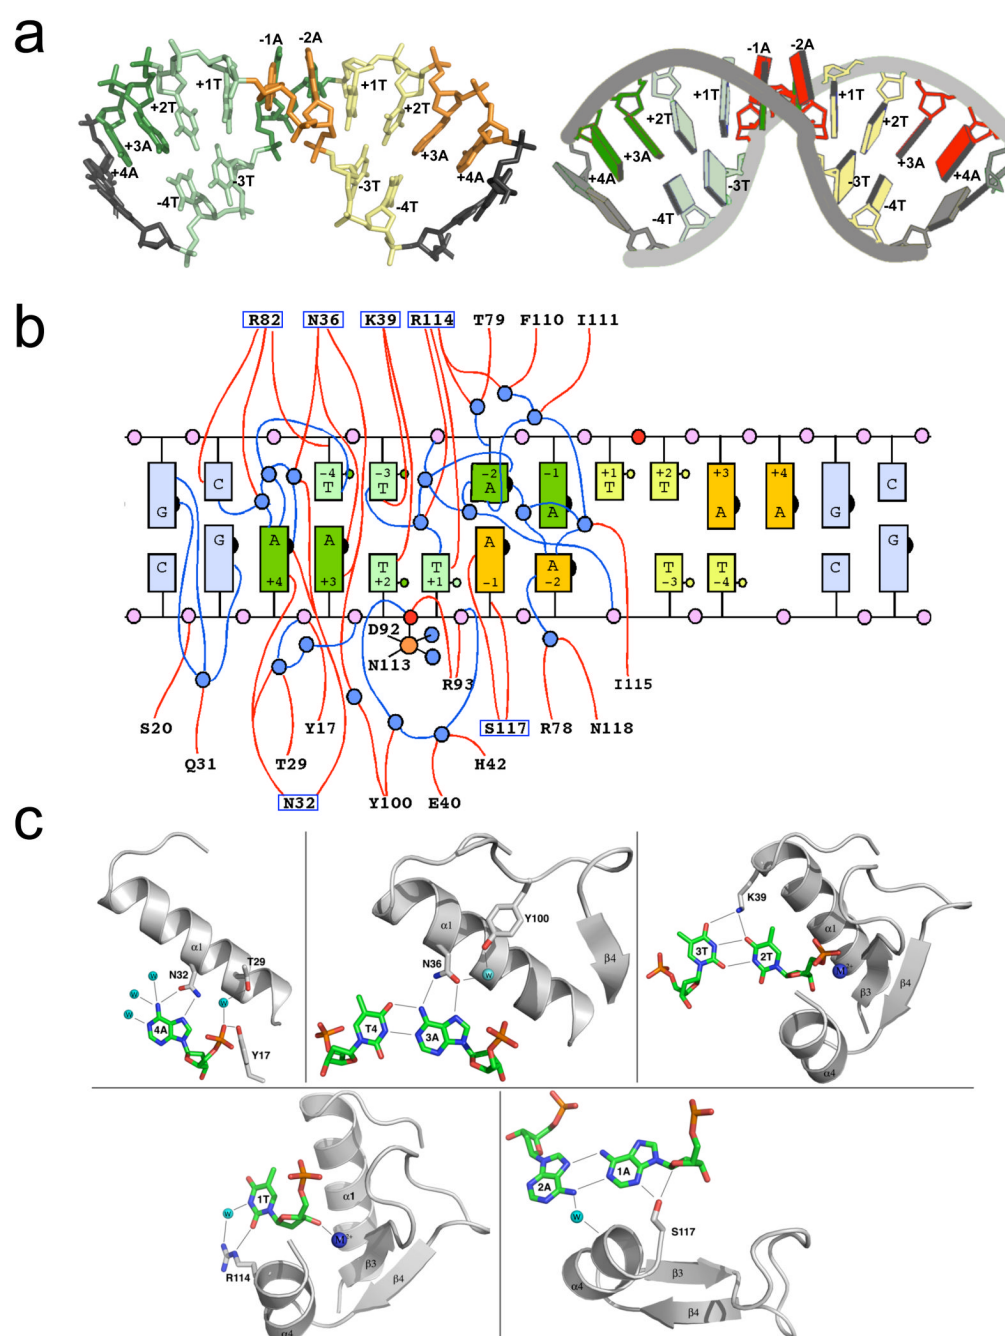 a
-1A -2A
+1T +1T
+2T +2T
+3A +3A
+4A +4A
-3T -3T
-4T -4T
-1A -2A
+1T +1T
+2T +2T
+3A +3A
+4A +4A
-3T -3T
-4T -4T
b
R82 N36 K39 R114 T79 F110 I111
G C -4 T -3 T -2 A -1 A +1 T +2 T +3 A +4 A G C
C G A +4 A +3 T +2 T +1 A -1 A -2 T -3 T -4 C G
D92
N113
R93
I115
S20 Y17 S117 R78 N118
Q31 T29 H42
N32 Y100 E40
c
α1
N32 T29
W W W
4A
Y17
Y100
α1
N36
W
β4
T4 3A
K39
α1
3T 2T
M2+
β3 β4
α4
1T
α1
W
M2+
R114
β3
β4
α4
1A
2A
W
S117
α4
β3
β4